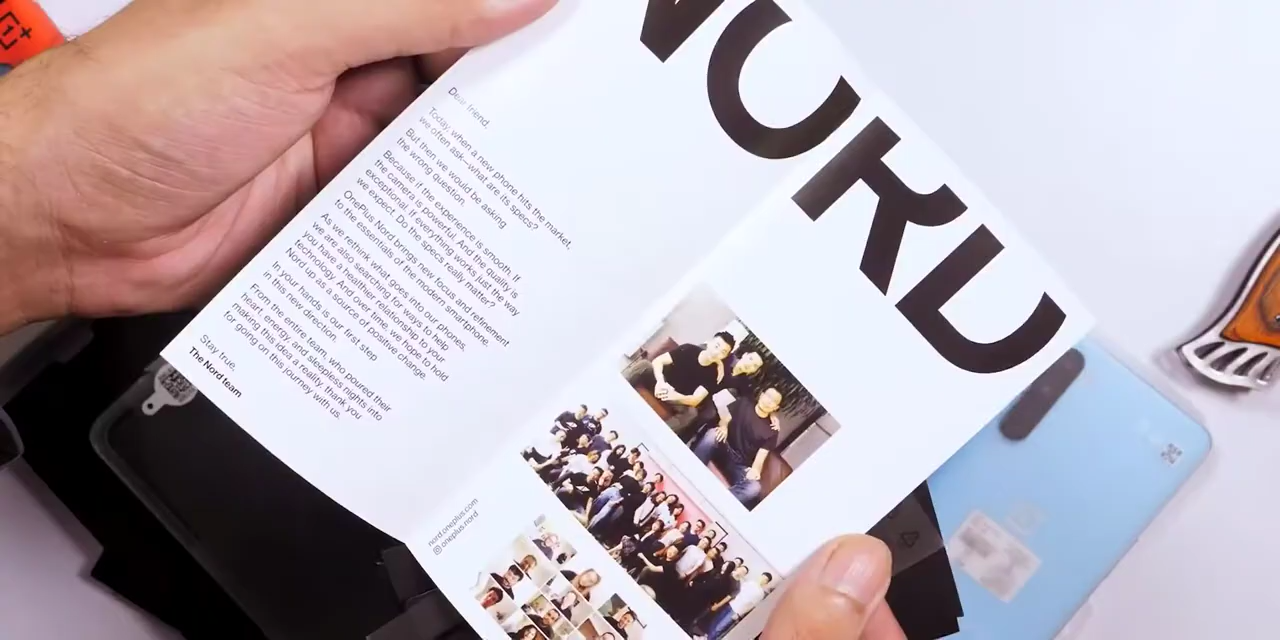 Dear friend,
Today, when a new phone hits the market,
we often ask—what are its specs?
But then we would be asking
the wrong question.
Because if the experience is smooth. If
the camera is powerful. And the quality is
exceptional. If everything works just the way
we expect. Do the specs really matter?
OnePlus Nord brings new focus and refinement
to the essentials of the modern smartphone.
As we rethink what goes into our phones,
we are also searching for ways to help
you have a healthier relationship to your
technology. And over time, we hope to hold
Nord up as a source of positive change.
In your hands is our first step
in this new direction.
From the entire team, who poured their
heart, energy, and sleepless nights into
making this idea a reality, thank you
for going on this journey with us.
Stay true,
The Nord team
nord.oneplus.com
oneplus.nord
NORD
1+